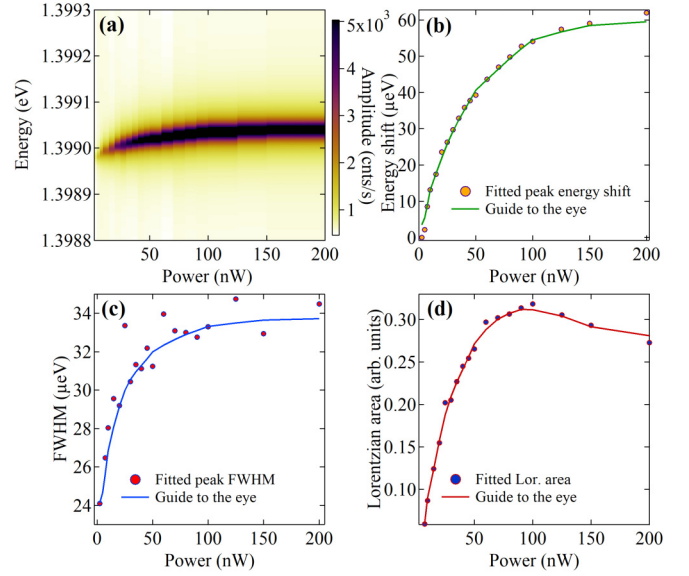 1.3993
1.3992
1.3991
1.3990
1.3989
1.3988
Energy (eV)
(a)
50
100
150
200
Power (nW)
5x10³
4
3
2
1
Amplitude (cnts/s)
60
50
40
30
20
10
0
Energy shift (µeV)
(b)
Fitted peak energy shift
Guide to the eye
0
50
100
150
200
Power (nW)
34
32
30
28
26
24
FWHM (µeV)
(c)
Fitted peak FWHM
Guide to the eye
0
50
100
150
200
Power (nW)
0.30
0.25
0.20
0.15
0.10
Lorentzian area (arb. units)
(d)
Fitted Lor. area
Guide to the eye
50
100
150
200
Power (nW)